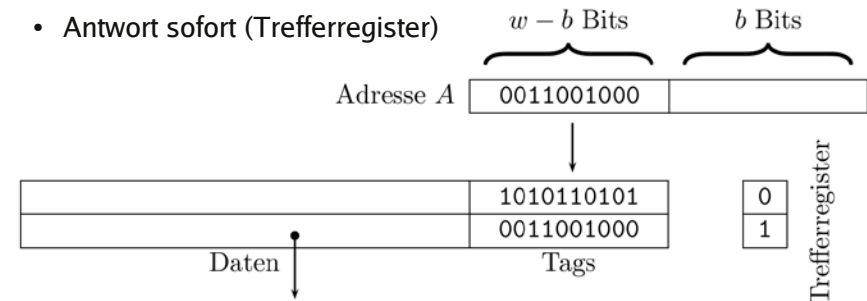 • Antwort sofort (Trefferregister)
w − b Bits
b Bits
Adresse A
0011001000
1010110101
0
0011001000
1
Daten
Tags
Trefferregister